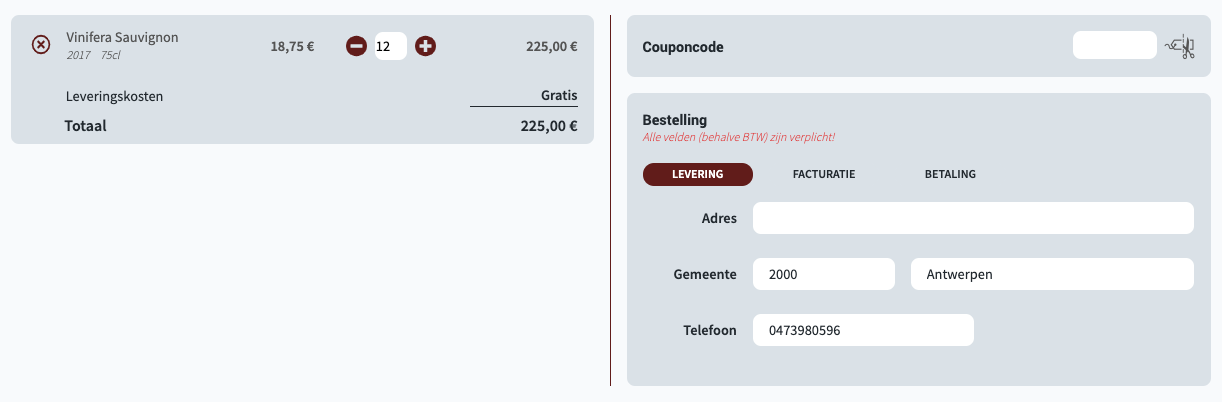 Vinifera Sauvignon
2017 75cl
18,75 €
12
225,00 €
Leveringskosten
Gratis
Totaal
225,00 €
Couponcode
Bestelling
Alle velden (behalve BTW) zijn verplicht!
LEVERING
FACTURATIE
BETALING
Adres
Gemeente
2000
Antwerpen
Telefoon
0473980596